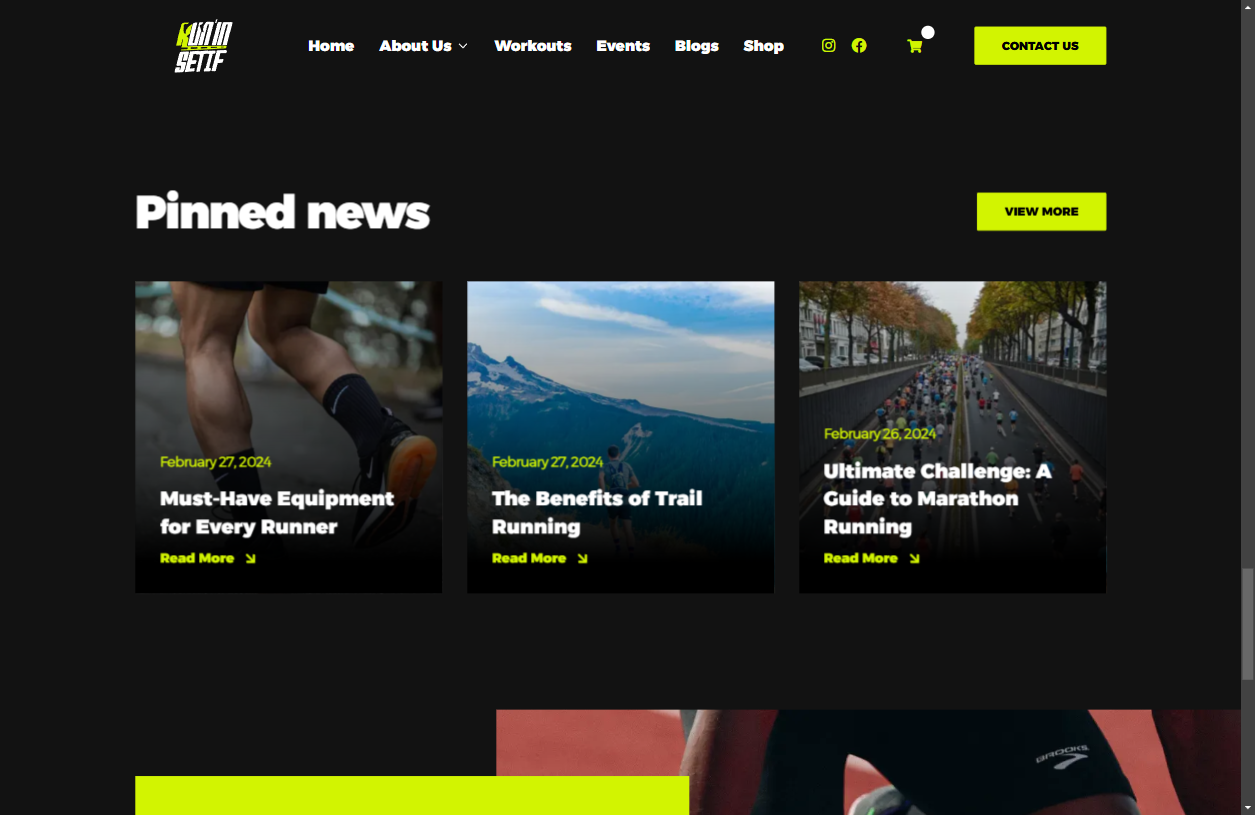 RUN'IN
SETIF
Home
About Us
Workouts
Events
Blogs
Shop
CONTACT US
Pinned news
VIEW MORE
February 27, 2024
Must-Have Equipment
for Every Runner
Read More
February 27, 2024
The Benefits of Trail
Running
Read More
February 26, 2024
Ultimate Challenge: A
Guide to Marathon
Running
Read More
BROOKS